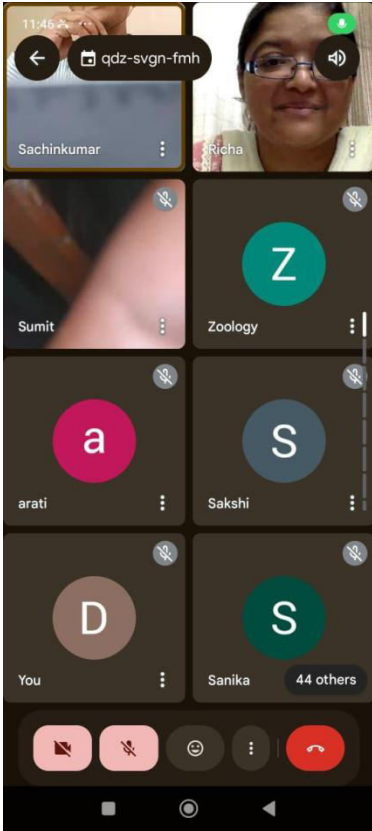 11:46
qdz-svgn-fmh
Sachinkumar
Richa
Sumit
Z
Zoology
a
arati
S
Sakshi
D
You
S
Sanika
44 others